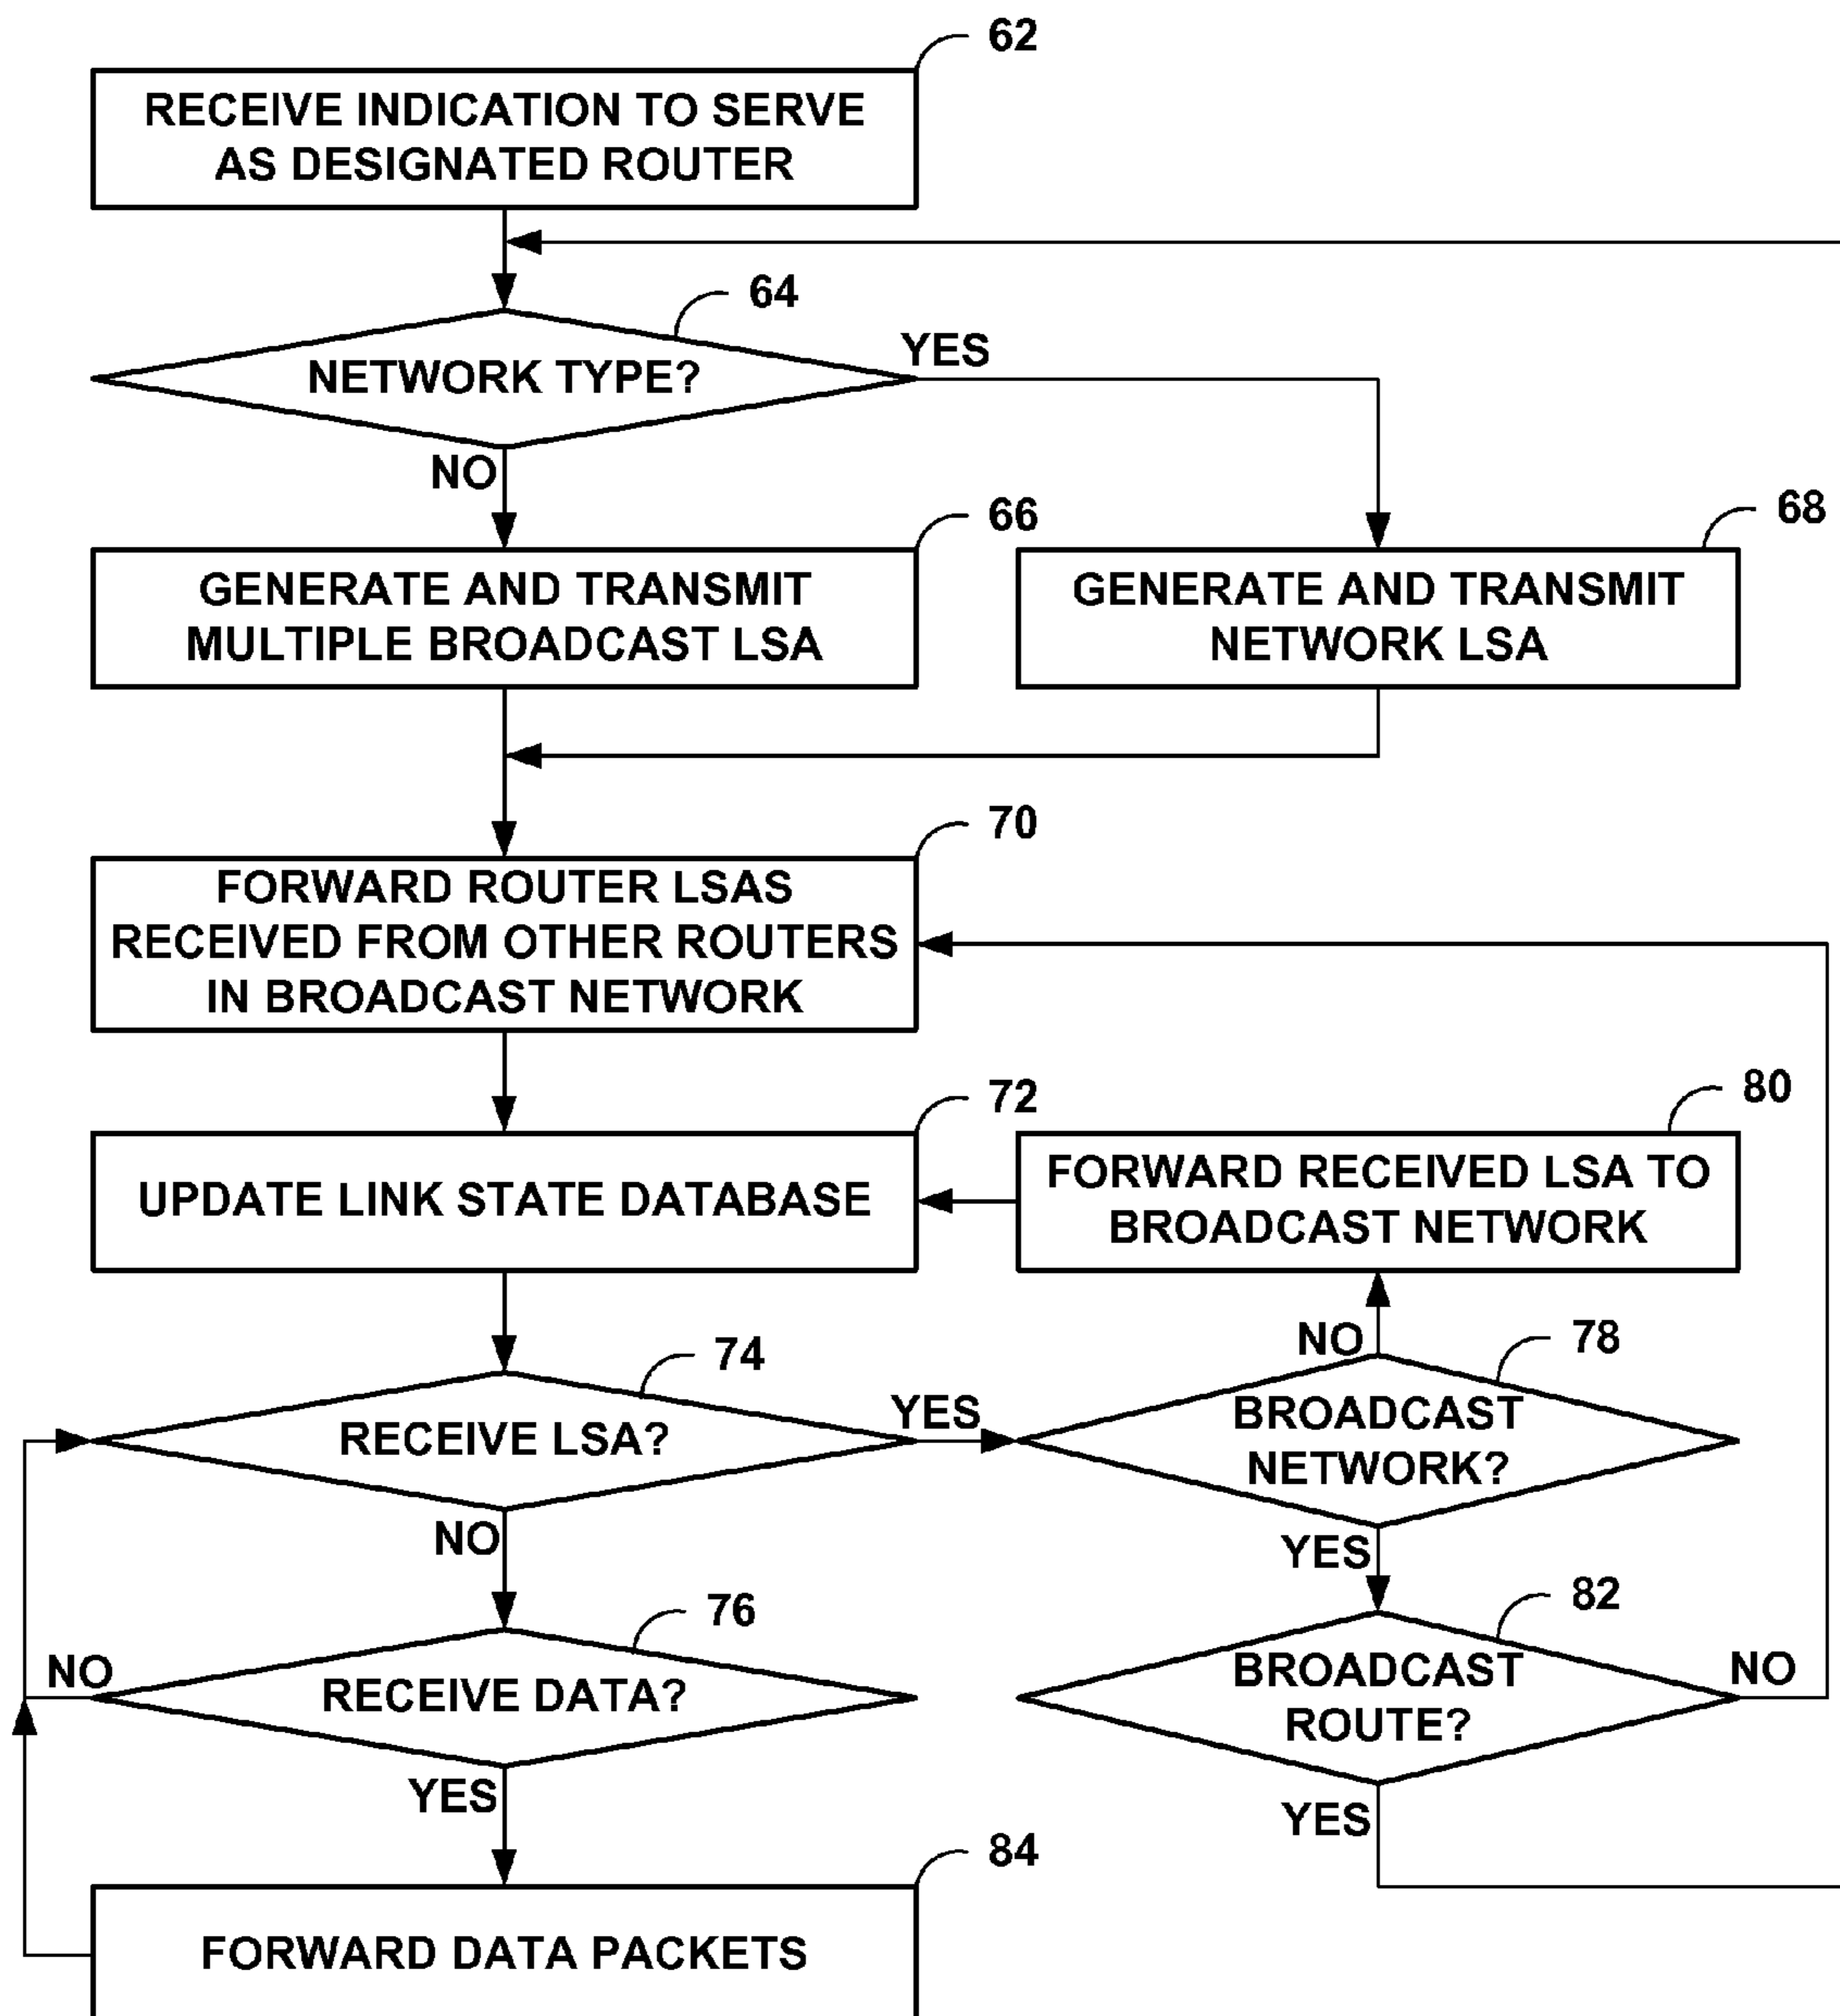 62
RECEIVE INDICATION TO SERVE
AS DESIGNATED ROUTER
64
NETWORK TYPE?
YES
NO
66
GENERATE AND TRANSMIT
MULTIPLE BROADCAST LSA
68
GENERATE AND TRANSMIT
NETWORK LSA
70
FORWARD ROUTER LSAS
RECEIVED FROM OTHER ROUTERS
IN BROADCAST NETWORK
72
UPDATE LINK STATE DATABASE
80
FORWARD RECEIVED LSA TO
BROADCAST NETWORK
74
RECEIVE LSA?
YES
NO
78
BROADCAST
NETWORK?
NO
YES
76
RECEIVE DATA?
NO
YES
82
BROADCAST
ROUTE?
NO
YES
84
FORWARD DATA PACKETS